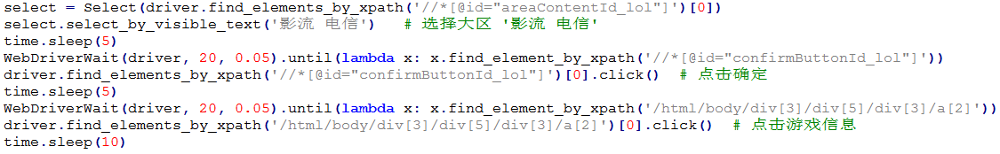 select = Select(driver.find_elements_by_xpath('//*[@id="areaContentId_lol"]')[0])
select.select_by_visible_text('影流 电信')   # 选择大区 '影流 电信'
time.sleep(5)
WebDriverWait(driver, 20, 0.05).until(lambda x: x.find_element_by_xpath('//*[@id="confirmButtonId_lol"]'))
driver.find_elements_by_xpath('//*[@id="confirmButtonId_lol"]')[0].click()  # 点击确定
time.sleep(5)
WebDriverWait(driver, 20, 0.05).until(lambda x: x.find_element_by_xpath('/html/body/div[3]/div[5]/div[3]/a[2]'))
driver.find_elements_by_xpath('/html/body/div[3]/div[5]/div[3]/a[2]')[0].click()  # 点击游戏信息
time.sleep(10)